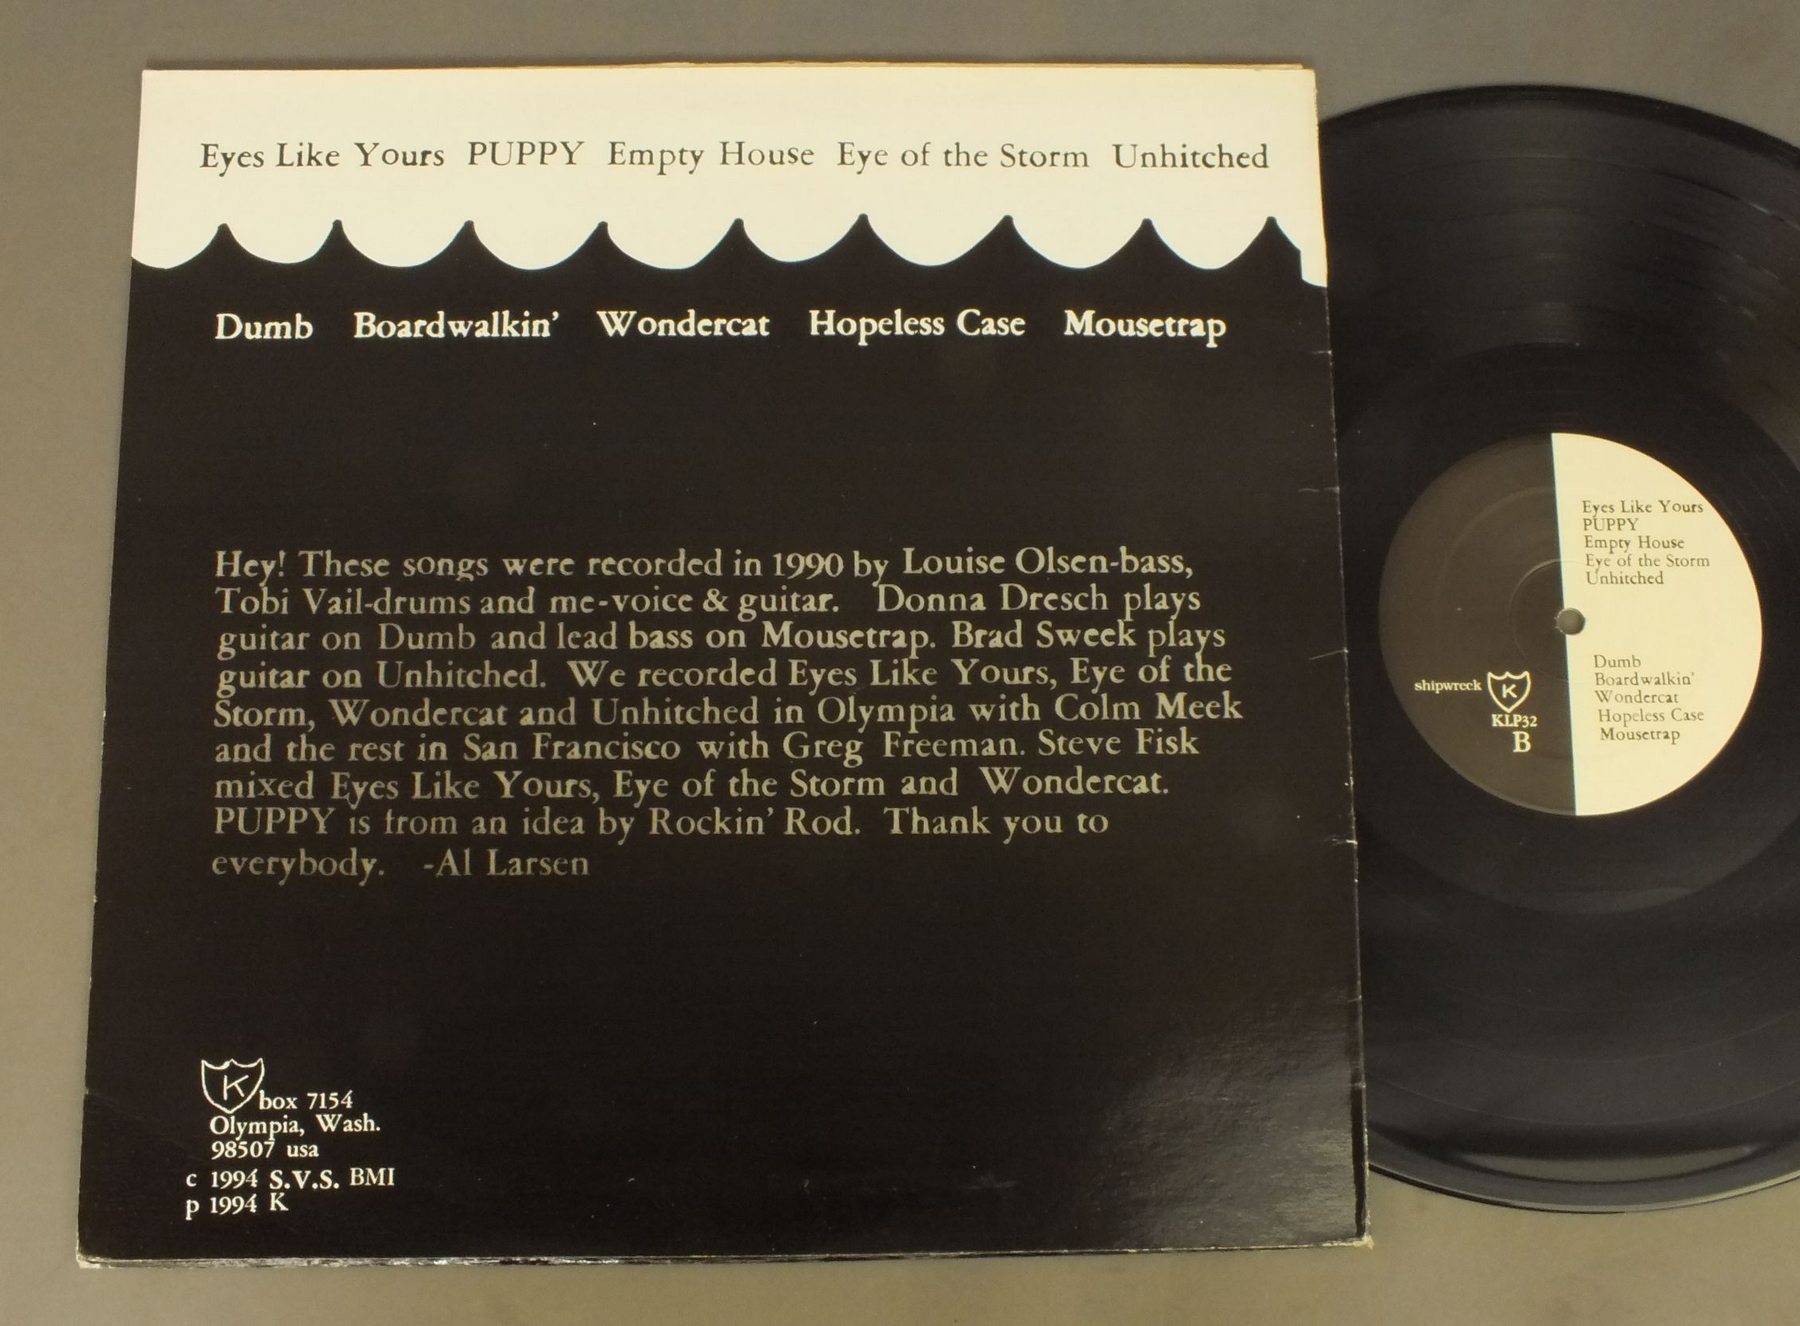 Eyes Like Yours PUPPY Empty House Eye of the Storm Unhitched
Dumb Boardwalkin' Wondercat Hopeless Case Mousetrap
Hey! These songs were recorded in 1990 by Louise Olsen-bass,
Tobi Vail-drums and me-voice & guitar. Donna Dresch plays
guitar on Dumb and lead bass on Mousetrap. Brad Sweek plays
guitar on Unhitched. We recorded Eyes Like Yours, Eye of the
Storm, Wondercat and Unhitched in Olympia with Colm Meek
and the rest in San Francisco with Greg Freeman. Steve Fisk
mixed Eyes Like Yours, Eye of the Storm and Wondercat.
PUPPY is from an idea by Rockin' Rod. Thank you to
everybody. -Al Larsen
K box 7154
Olympia, Wash.
98507 usa
c 1994 S.V.S. BMI
p 1994 K
Eyes Like Yours
PUPPY
Empty House
Eye of the Storm
Unhitched
Dumb
Boardwalkin'
Wondercat
Hopeless Case
Mousetrap
shipwreck K
KLP32
B